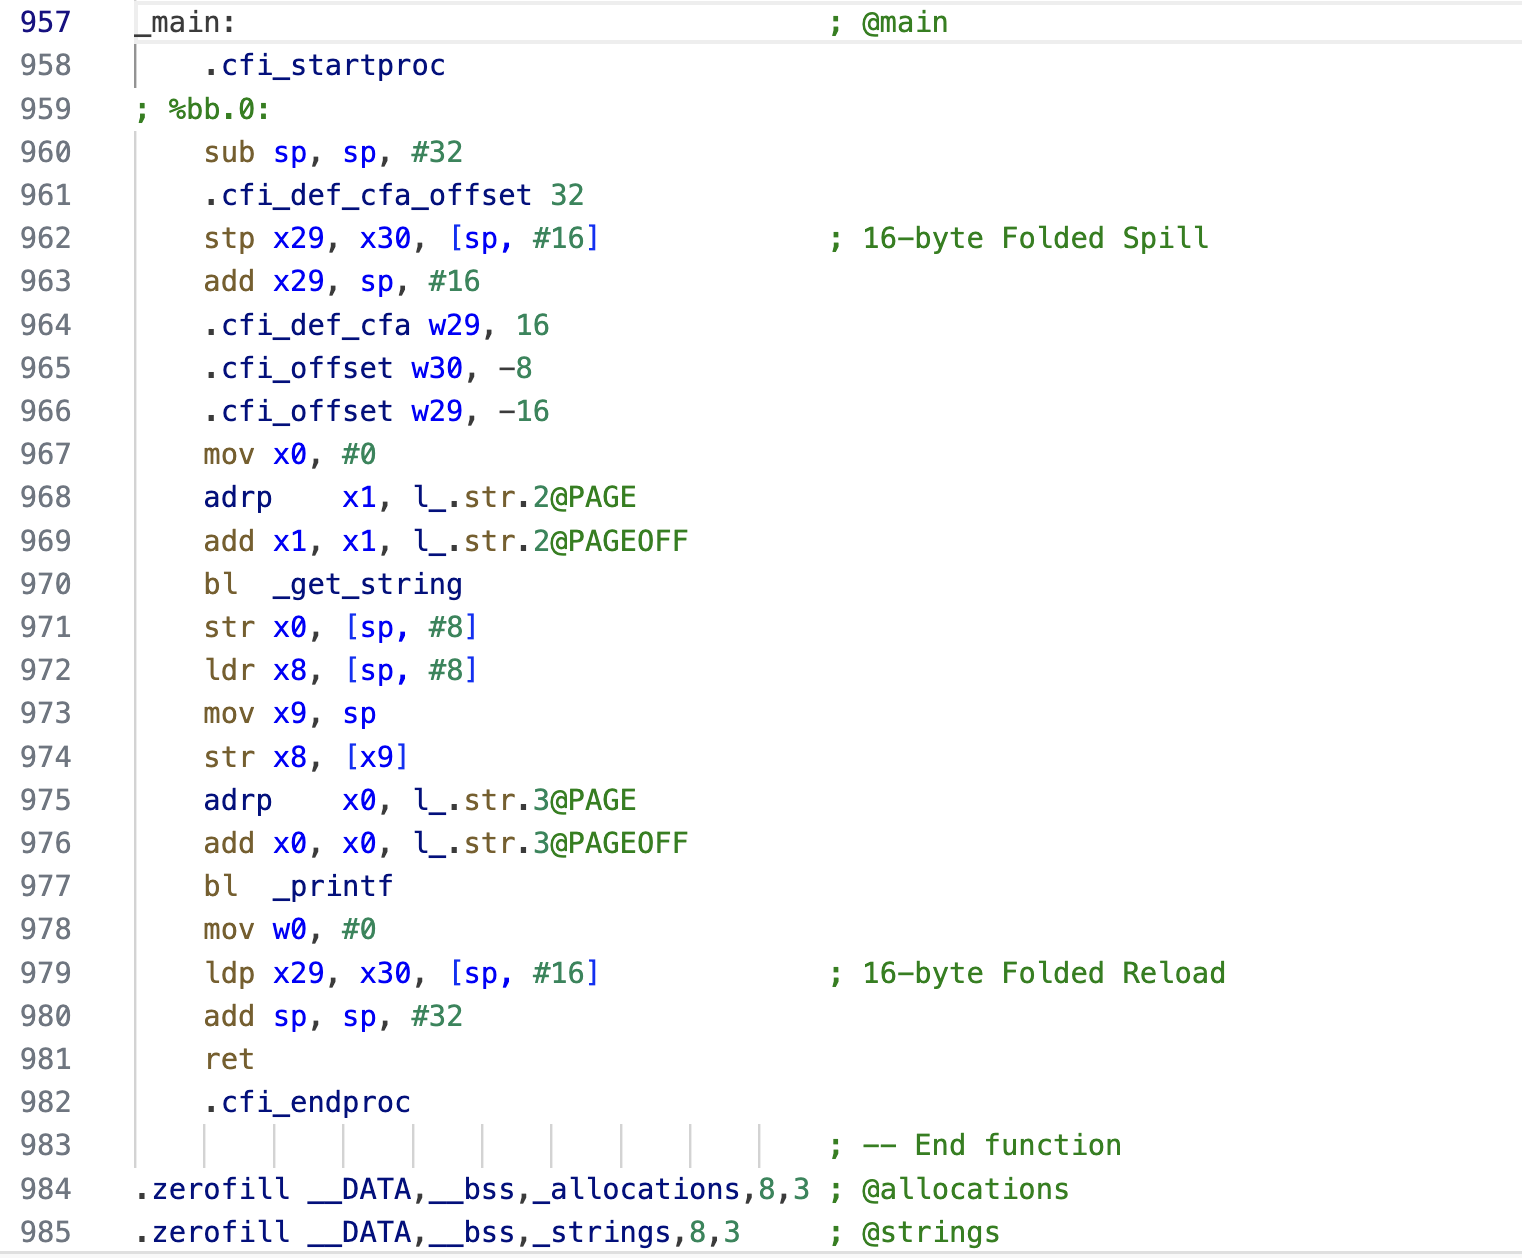 957 _main: ; @main
958 .cfi_startproc
959 ; %bb.0:
960 sub sp, sp, #32
961 .cfi_def_cfa_offset 32
962 stp x29, x30, [sp, #16] ; 16-byte Folded Spill
963 add x29, sp, #16
964 .cfi_def_cfa w29, 16
965 .cfi_offset w30, -8
966 .cfi_offset w29, -16
967 mov x0, #0
968 adrp x1, l_.str.2@PAGE
969 add x1, x1, l_.str.2@PAGEOFF
970 bl _get_string
971 str x0, [sp, #8]
972 ldr x8, [sp, #8]
973 mov x9, sp
974 str x8, [x9]
975 adrp x0, l_.str.3@PAGE
976 add x0, x0, l_.str.3@PAGEOFF
977 bl _printf
978 mov w0, #0
979 ldp x29, x30, [sp, #16] ; 16-byte Folded Reload
980 add sp, sp, #32
981 ret
982 .cfi_endproc
983 ; -- End function
984 .zerofill __DATA,__bss,_allocations,8,3 ; @allocations
985 .zerofill __DATA,__bss,_strings,8,3 ; @strings